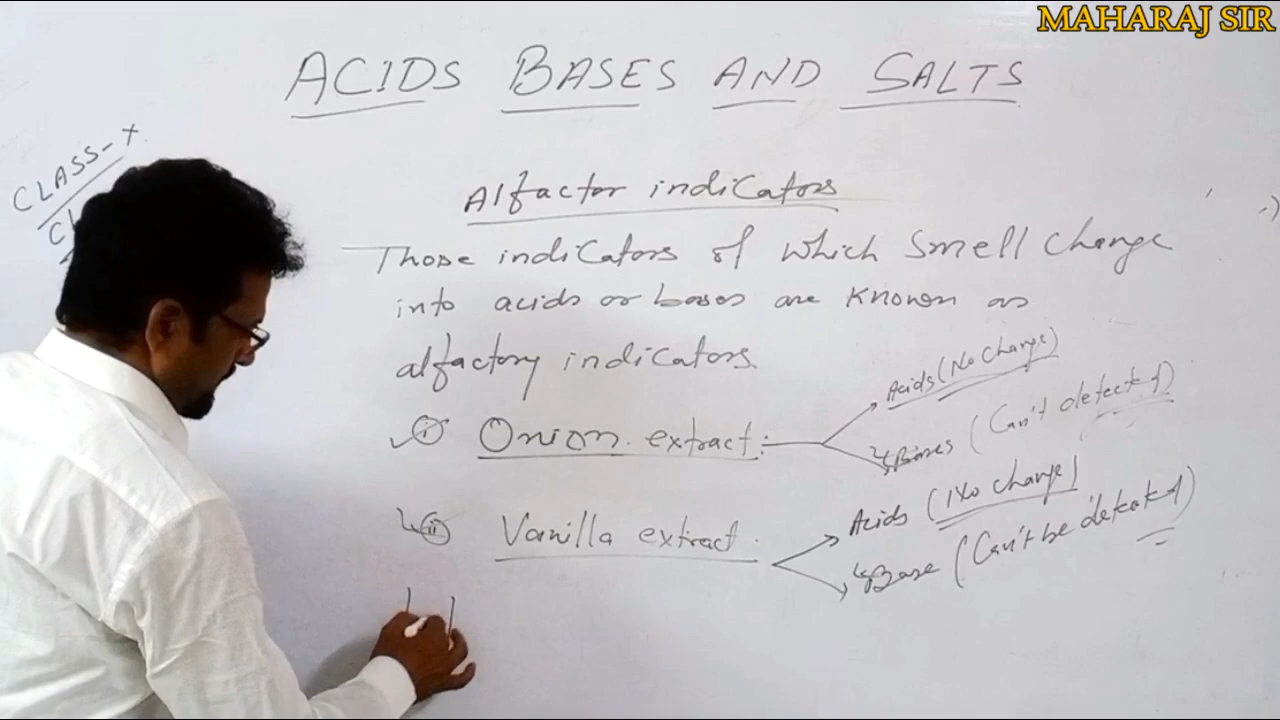 MAHARAJ SIR
ACIDS BASES AND SALTS
CLASS-X
Alfactor indicators
Those indicators of which smell change
into acids or bases are known as
alfactory indicators.
i Onion extract:
Acids (No change)
Bases (Can't detected)
ii Vanilla extract.
Acids (No change)
Base (Can't be detected)